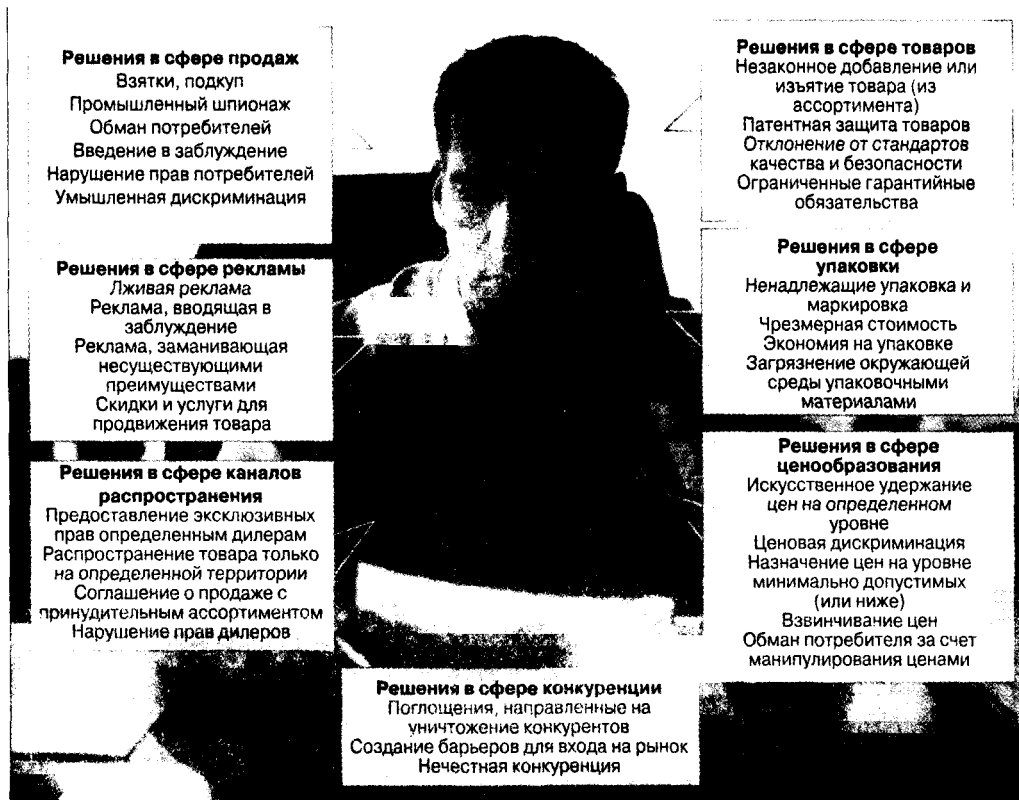 Решения в сфере продаж
Взятки, подкуп
Промышленный шпионаж
Обман потребителей
Введение в заблуждение
Нарушение прав потребителей
Умышленная дискриминация
Решения в сфере рекламы
Лживая реклама
Реклама, вводящая в
заблуждение
Реклама, заманивающая
несуществующими
преимуществами
Скидки и услуги для
продвижения товара
Решения в сфере каналов
распространения
Предоставление эксклюзивных
прав определенным дилерам
Распространение товара только
на определенной территории
Соглашение о продаже с
принудительным ассортиментом
Нарушение прав дилеров
Решения в сфере товаров
Незаконное добавление или
изъятие товара (из
ассортимента)
Патентная защита товаров
Отклонение от стандартов
качества и безопасности
Ограниченные гарантийные
обязательства
Решения в сфере
упаковки
Ненадлежащие упаковка и
маркировка
Чрезмерная стоимость
Экономия на упаковке
Загрязнение окружающей
среды упаковочными
материалами
Решения в сфере
ценообразования
Искусственное удержание
цен на определенном
уровне
Ценовая дискриминация
Назначение цен на уровне
минимально допустимых
(или ниже)
Взвинчивание цен
Обман потребителя за счет
манипулирования ценами
Решения в сфере конкуренции
Поглощения, направленные на
уничтожение конкурентов
Создание барьеров для входа на рынок
Нечестная конкуренция